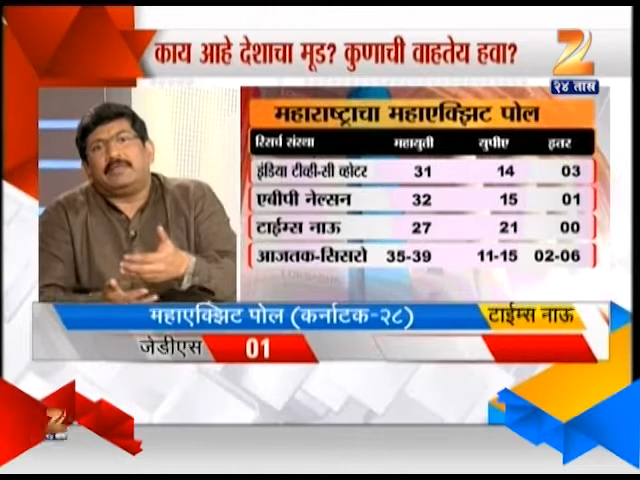 काय आहे देशाचा मूड? कुणाची वाहतेय हवा?
२४ तास
महाराष्ट्राचा महाएक्झिट पोल
रिसर्च संस्था महायुती युपीए इतर
इंडिया टीव्ही-सी व्होटर 31 14 03
एबीपी नेल्सन 32 15 01
टाईम्स नाऊ 27 21 00
आजतक-सिसरो 35-39 11-15 02-06
महाएक्झिट पोल (कर्नाटक-२८) टाईम्स नाऊ
जेडीएस 01